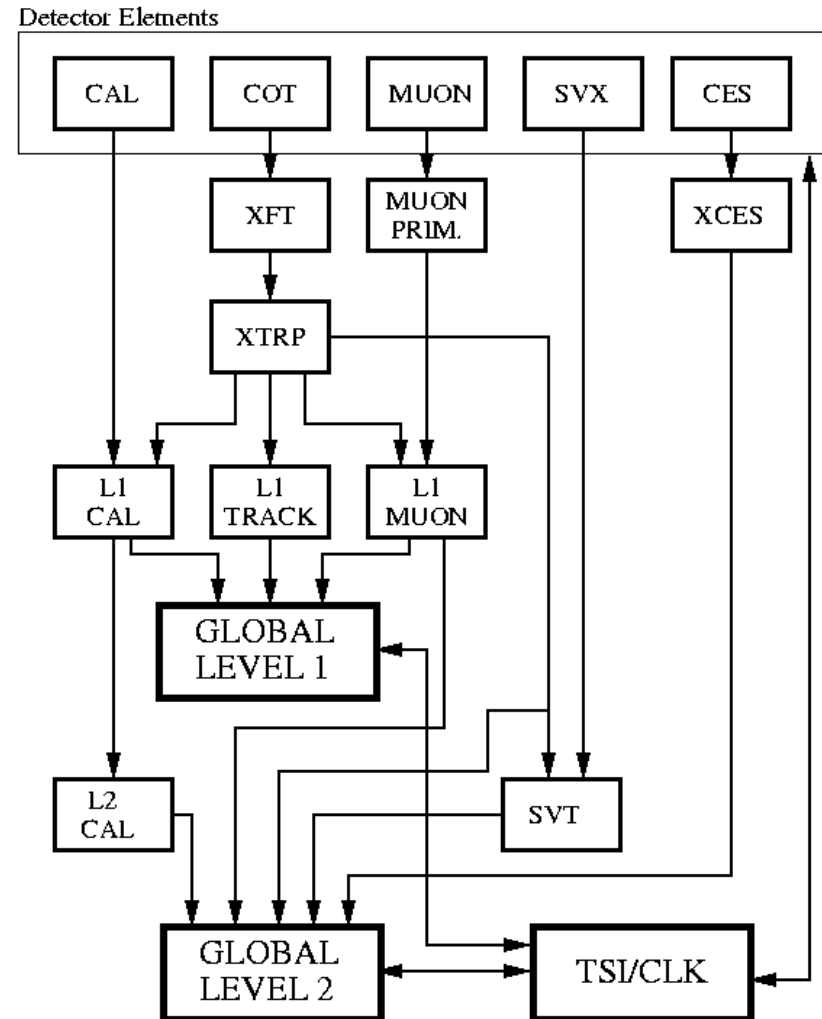 Detector Elements
CAL
COT
MUON
SVX
CES
XFT
MUON
PRIM.
XCES
XTRP
L1
CAL
L1
TRACK
L1
MUON
GLOBAL
LEVEL 1
L2
CAL
SVT
GLOBAL
LEVEL 2
TSI/CLK